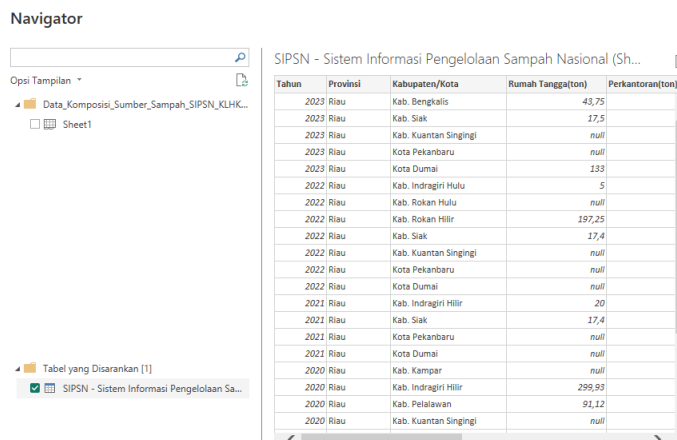 Navigator
Opsi Tampilan
Data_Komposisi_Sumber_Sampah_SIPSN_KLHK...
Sheet1
Tabel yang Disarankan [1]
SIPSN - Sistem Informasi Pengelolaan Sa...
SIPSN - Sistem Informasi Pengelolaan Sampah Nasional (Sh...
Tahun Provinsi Kabupaten/Kota Rumah Tangga(ton) Perkantoran(ton)
2023 Riau Kab. Bengkalis 43,75
2023 Riau Kab. Siak 17,5
2023 Riau Kab. Kuantan Singingi null
2023 Riau Kota Pekanbaru null
2023 Riau Kota Dumai 133
2022 Riau Kab. Indragiri Hulu 5
2022 Riau Kab. Rokan Hulu null
2022 Riau Kab. Rokan Hilir 197,25
2022 Riau Kab. Siak 17,4
2022 Riau Kab. Kuantan Singingi null
2022 Riau Kota Pekanbaru null
2022 Riau Kota Dumai null
2021 Riau Kab. Indragiri Hilir 20
2021 Riau Kab. Siak 17,4
2021 Riau Kota Pekanbaru null
2021 Riau Kota Dumai null
2020 Riau Kab. Kampar null
2020 Riau Kab. Indragiri Hilir 299,93
2020 Riau Kab. Pelalawan 91,12
2020 Riau Kab. Kuantan Singingi null